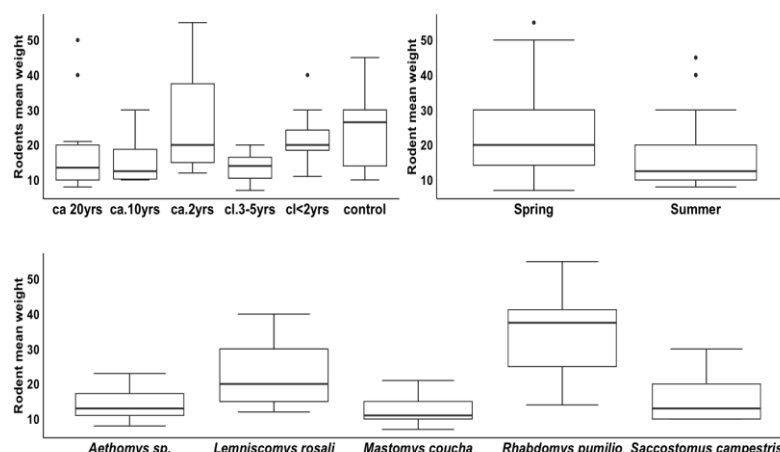 Rodents mean weight
50
40
30
20
10
ca 20yrs ca.10yrs ca.2yrs cl.3-5yrs cl<2yrs control
Rodent mean weight
50
40
30
20
10
Spring Summer
Rodent mean weight
50
40
30
20
10
Aethomys sp. Lemniscomys rosali Mastomys coucha Rhabdomys pumilio Saccostomus campestris